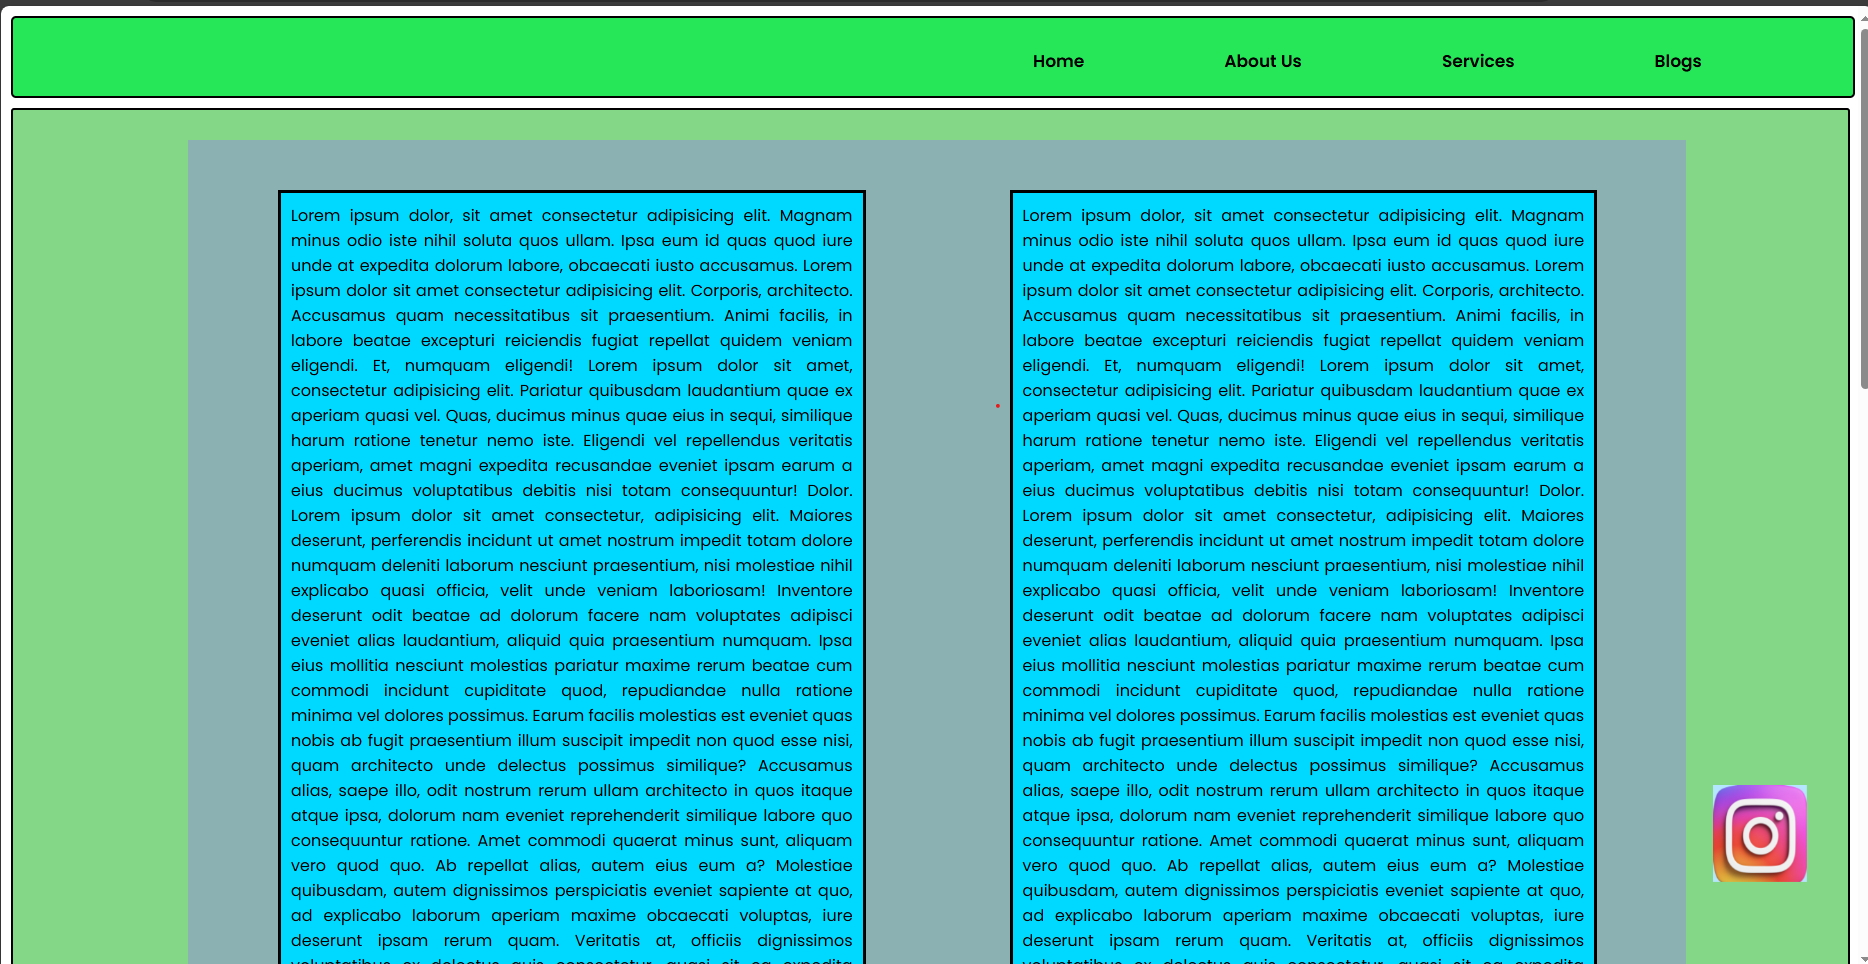 Home
About Us
Services
Blogs
Lorem ipsum dolor, sit amet consectetur adipisicing elit. Magnam
minus odio iste nihil soluta quos ullam. Ipsa eum id quas quod iure
unde at expedita dolorum labore, obcaecati iusto accusamus. Lorem
ipsum dolor sit amet consectetur adipisicing elit. Corporis, architecto.
Accusamus quam necessitatibus sit praesentium. Animi facilis, in
labore beatae excepturi reiciendis fugiat repellat quidem veniam
eligendi. Et, numquam eligendi! Lorem ipsum dolor sit amet,
consectetur adipisicing elit. Pariatur quibusdam laudantium quae ex
aperiam quasi vel. Quas, ducimus minus quae eius in sequi, similique
harum ratione tenetur nemo iste. Eligendi vel repellendus veritatis
aperiam, amet magni expedita recusandae eveniet ipsam earum a
eius ducimus voluptatibus debitis nisi totam consequuntur! Dolor.
Lorem ipsum dolor sit amet consectetur, adipisicing elit. Maiores
deserunt, perferendis incidunt ut amet nostrum impedit totam dolore
numquam deleniti laborum nesciunt praesentium, nisi molestiae nihil
explicabo quasi officia, velit unde veniam laboriosam! Inventore
deserunt odit beatae ad dolorum facere nam voluptates adipisci
eveniet alias laudantium, aliquid quia praesentium numquam. Ipsa
eius mollitia nesciunt molestias pariatur maxime rerum beatae cum
commodi incidunt cupiditate quod, repudiandae nulla ratione
minima vel dolores possimus. Earum facilis molestias est eveniet quas
nobis ab fugit praesentium illum suscipit impedit non quod esse nisi,
quam architecto unde delectus possimus similique? Accusamus
alias, saepe illo, odit nostrum rerum ullam architecto in quos itaque
atque ipsa, dolorum nam eveniet reprehenderit similique labore quo
consequuntur ratione. Amet commodi quaerat minus sunt, aliquam
vero quod quo. Ab repellat alias, autem eius eum a? Molestiae
quibusdam, autem dignissimos perspiciatis eveniet sapiente at quo,
ad explicabo laborum aperiam maxime obcaecati voluptas, iure
deserunt ipsam rerum quam. Veritatis at, officiis dignissimos
Lorem ipsum dolor, sit amet consectetur adipisicing elit. Magnam
minus odio iste nihil soluta quos ullam. Ipsa eum id quas quod iure
unde at expedita dolorum labore, obcaecati iusto accusamus. Lorem
ipsum dolor sit amet consectetur adipisicing elit. Corporis, architecto.
Accusamus quam necessitatibus sit praesentium. Animi facilis, in
labore beatae excepturi reiciendis fugiat repellat quidem veniam
eligendi. Et, numquam eligendi! Lorem ipsum dolor sit amet,
consectetur adipisicing elit. Pariatur quibusdam laudantium quae ex
aperiam quasi vel. Quas, ducimus minus quae eius in sequi, similique
harum ratione tenetur nemo iste. Eligendi vel repellendus veritatis
aperiam, amet magni expedita recusandae eveniet ipsam earum a
eius ducimus voluptatibus debitis nisi totam consequuntur! Dolor.
Lorem ipsum dolor sit amet consectetur, adipisicing elit. Maiores
deserunt, perferendis incidunt ut amet nostrum impedit totam dolore
numquam deleniti laborum nesciunt praesentium, nisi molestiae nihil
explicabo quasi officia, velit unde veniam laboriosam! Inventore
deserunt odit beatae ad dolorum facere nam voluptates adipisci
eveniet alias laudantium, aliquid quia praesentium numquam. Ipsa
eius mollitia nesciunt molestias pariatur maxime rerum beatae cum
commodi incidunt cupiditate quod, repudiandae nulla ratione
minima vel dolores possimus. Earum facilis molestias est eveniet quas
nobis ab fugit praesentium illum suscipit impedit non quod esse nisi,
quam architecto unde delectus possimus similique? Accusamus
alias, saepe illo, odit nostrum rerum ullam architecto in quos itaque
atque ipsa, dolorum nam eveniet reprehenderit similique labore quo
consequuntur ratione. Amet commodi quaerat minus sunt, aliquam
vero quod quo. Ab repellat alias, autem eius eum a? Molestiae
quibusdam, autem dignissimos perspiciatis eveniet sapiente at quo,
ad explicabo laborum aperiam maxime obcaecati voluptas, iure
deserunt ipsam rerum quam. Veritatis at, officiis dignissimos